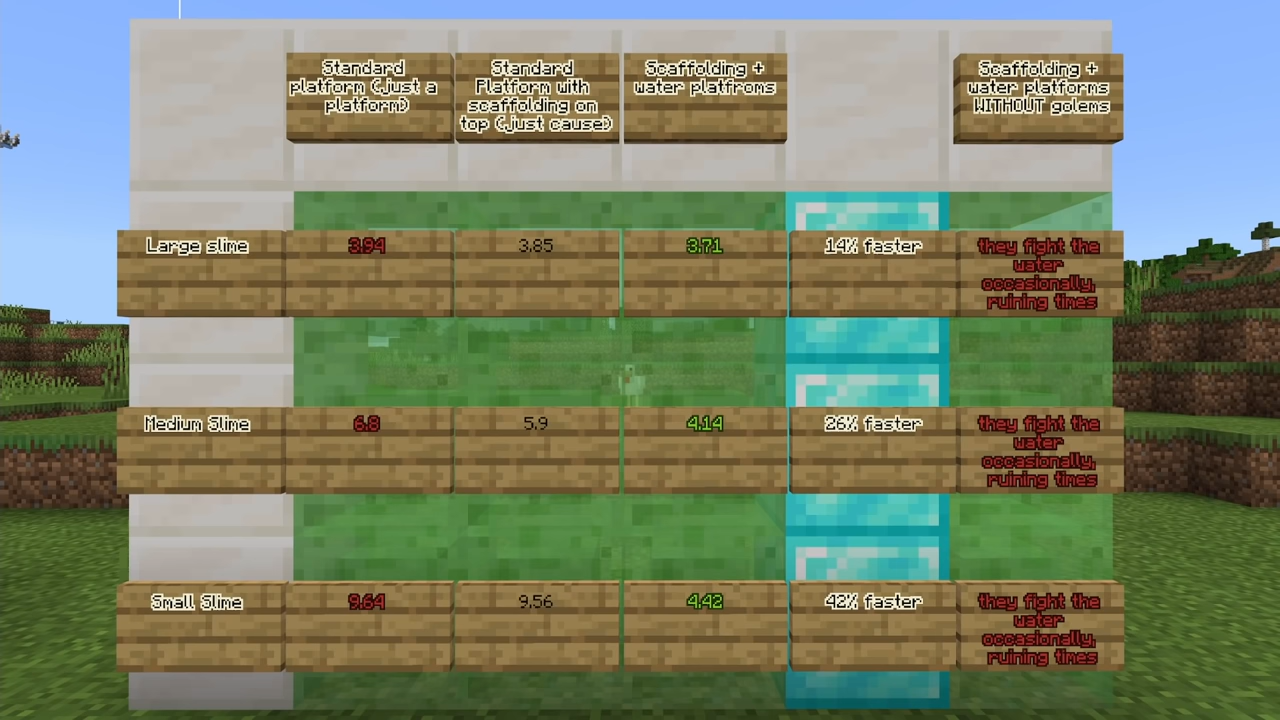 Standard
platform (just a
platform)
Standard
Platform with
scaffolding on
top (just cause)
Scaffolding +
water platfroms
Scaffolding +
water platforms
WITHOUT golems
Large slime
3.94
3.85
3.71
14% faster
they fight the
water
occasionally,
ruining times
Medium Slime
6.8
5.9
4.14
26% faster
they fight the
water
occasionally,
ruining times
Small Slime
9.64
9.56
4.42
42% faster
they fight the
water
occasionally,
ruining times